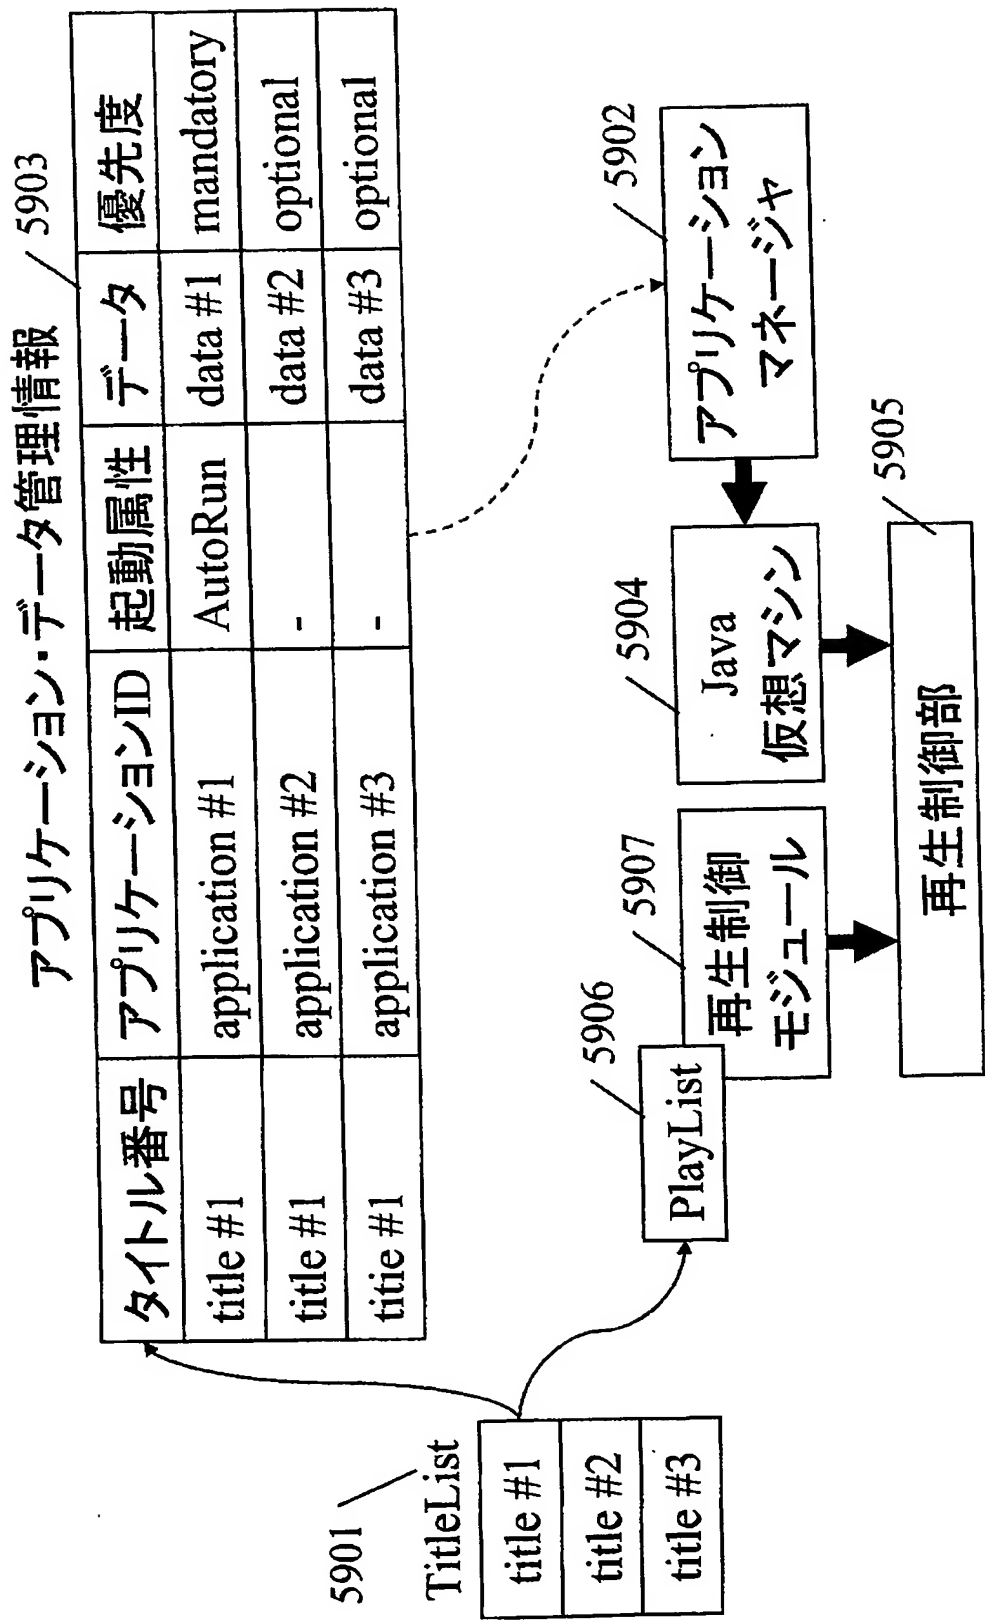 アプリケーション・データ管理情報
5903
タイトル番号 アプリケーションID 起動属性 データ 優先度
title #1 application #1 AutoRun data #1 mandatory
title #1 application #2 - data #2 optional
titie #1 application #3 - data #3 optional
5901
TitleList
title #1
title #2
title #3
5906
PlayList
5907
再生制御
モジュール
5904
Java
仮想マシン
5902
アプリケーション
マネージャ
5905
再生制御部